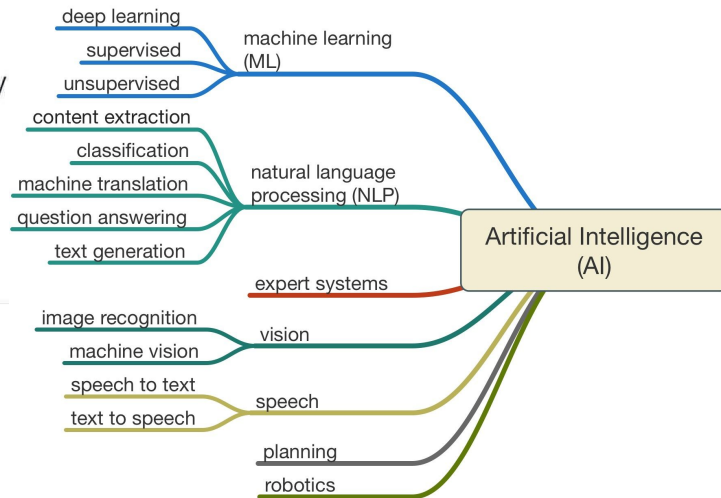 deep learning
supervised
unsupervised
machine learning
(ML)
y
content extraction
classification
machine translation
question answering
text generation
natural language
processing (NLP)
Artificial Intelligence
(AI)
expert systems
image recognition
machine vision
vision
speech to text
text to speech
speech
planning
robotics